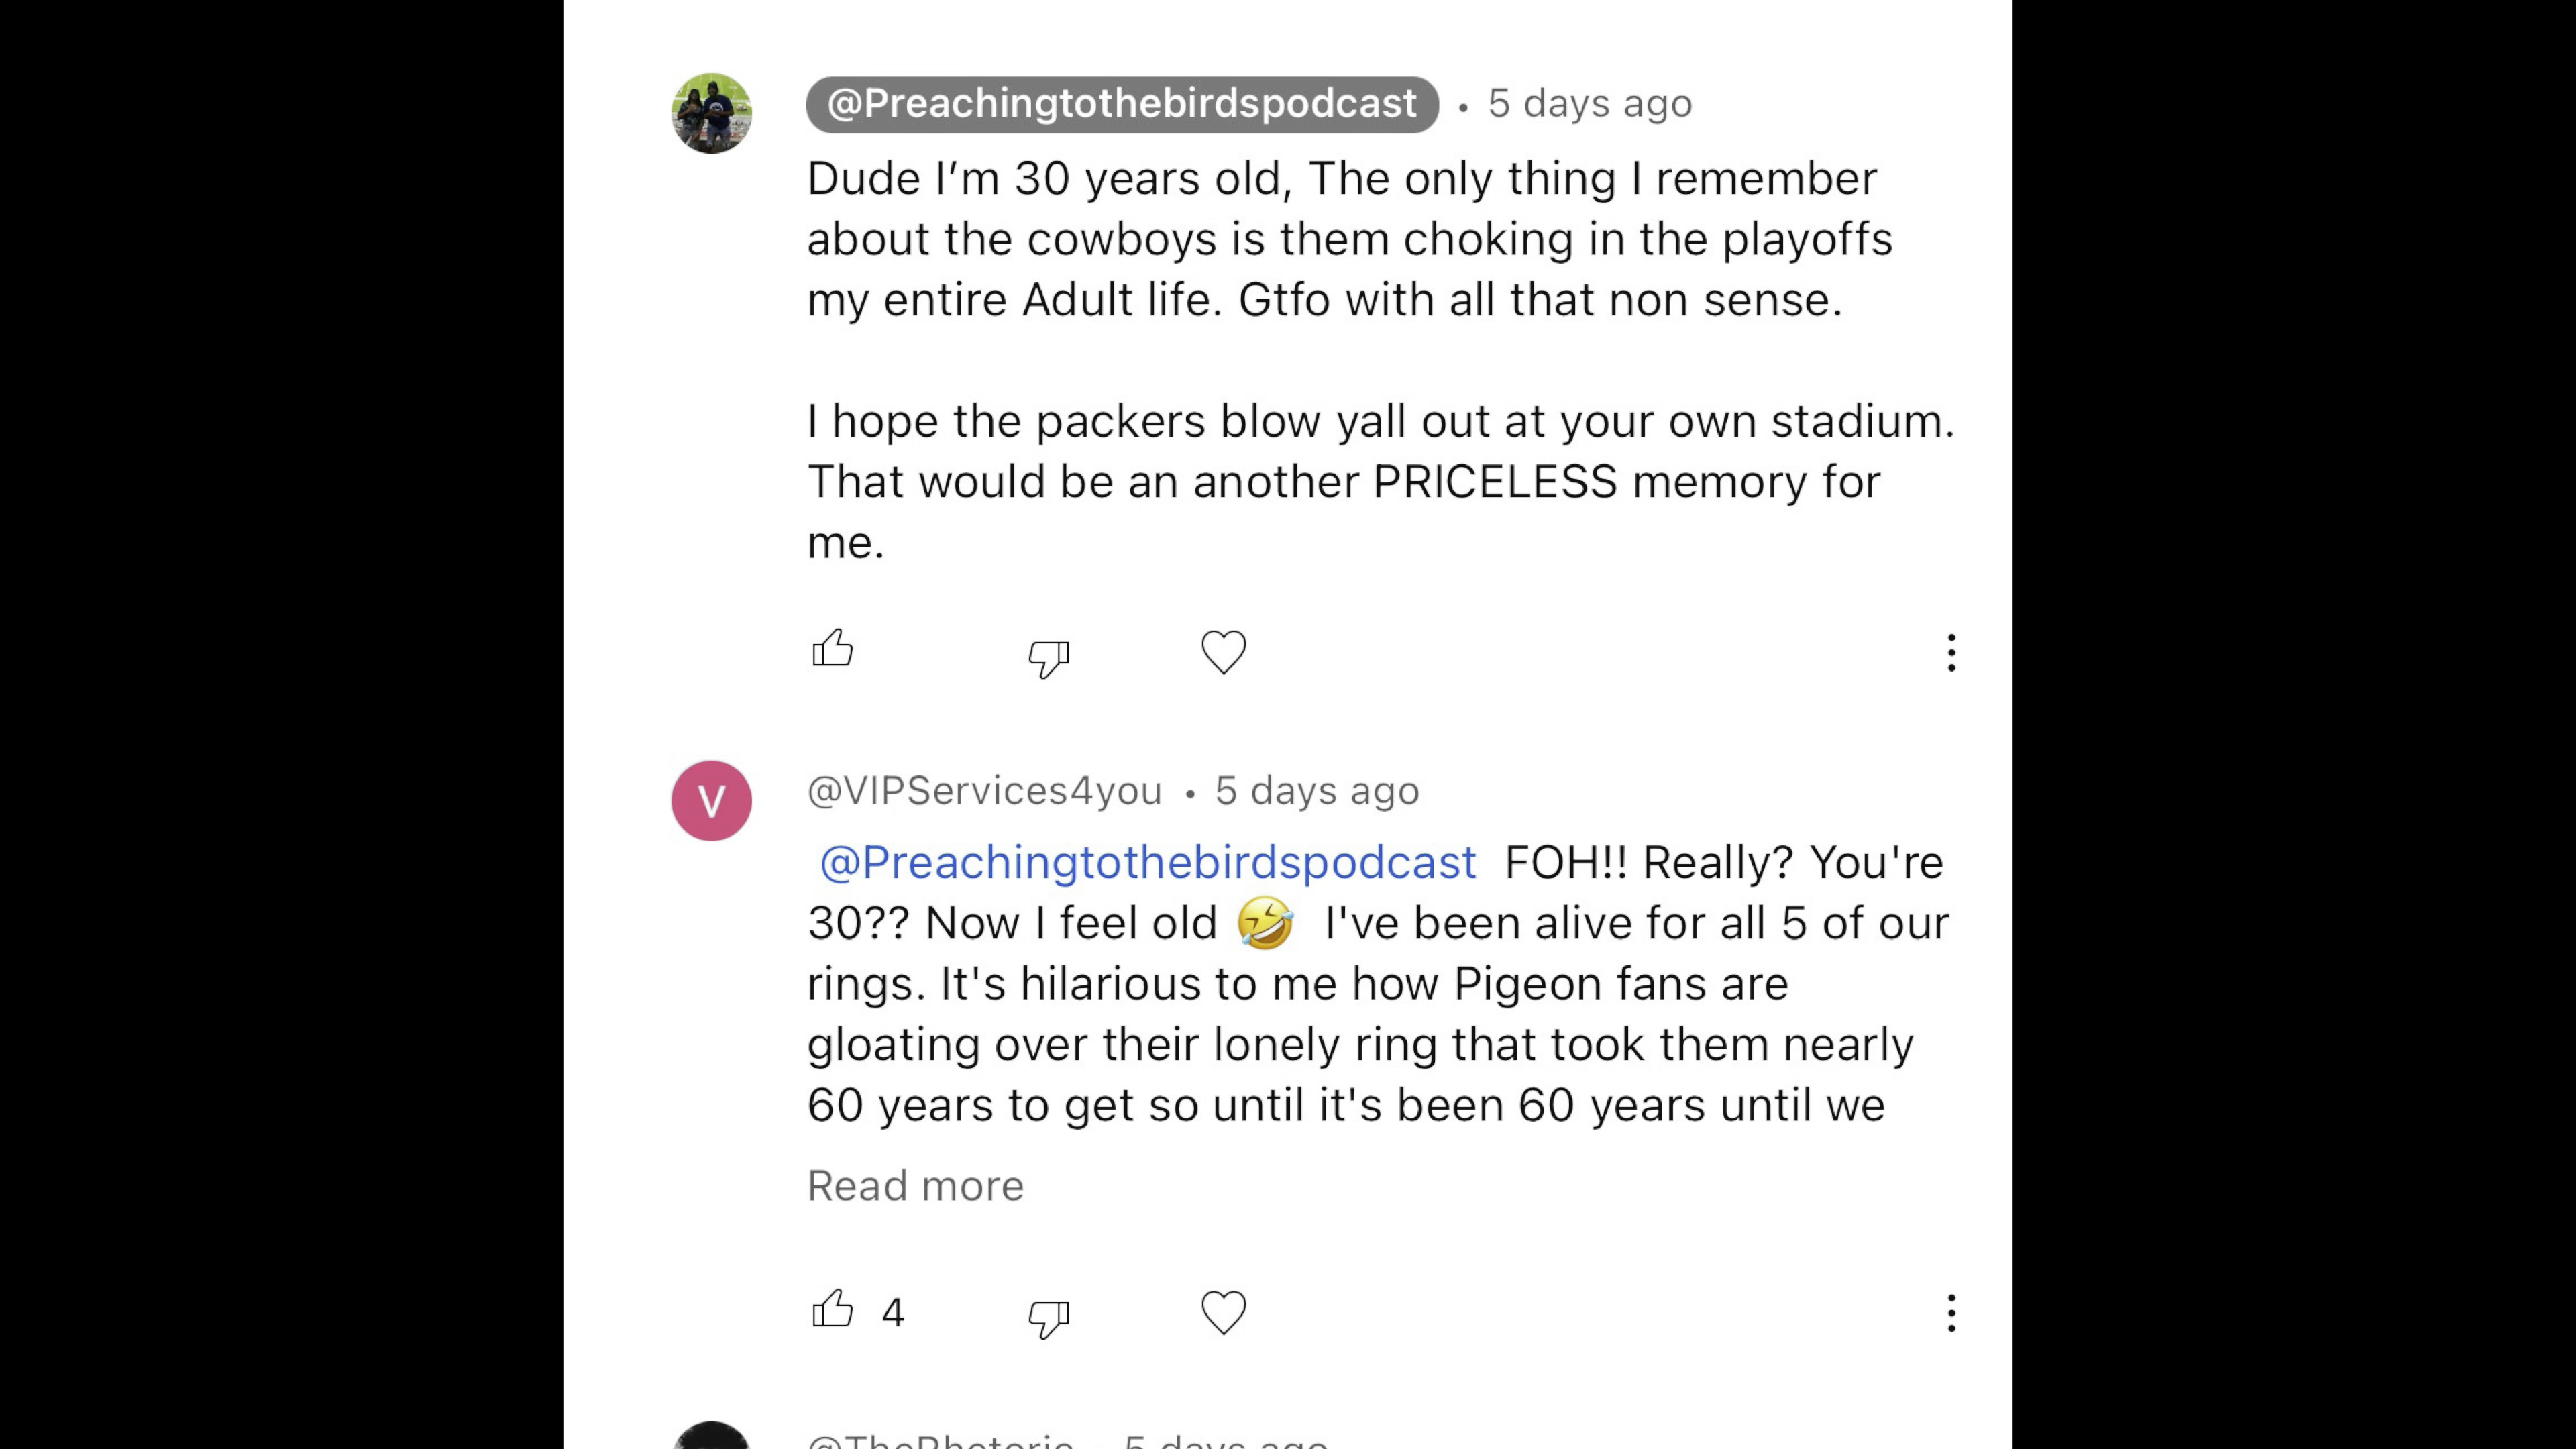 @Preachingtothebirdspodcast • 5 days ago
Dude I’m 30 years old, The only thing I remember
about the cowboys is them choking in the playoffs
my entire Adult life. Gtfo with all that non sense.
I hope the packers blow yall out at your own stadium.
That would be an another PRICELESS memory for
me.
V
@VIPServices4you • 5 days ago
@Preachingtothebirdspodcast FOH!! Really? You're
30?? Now I feel old 🤣 I've been alive for all 5 of our
rings. It's hilarious to me how Pigeon fans are
gloating over their lonely ring that took them nearly
60 years to get so until it's been 60 years until we
Read more
4
@TheRhetoric • 5 days ago